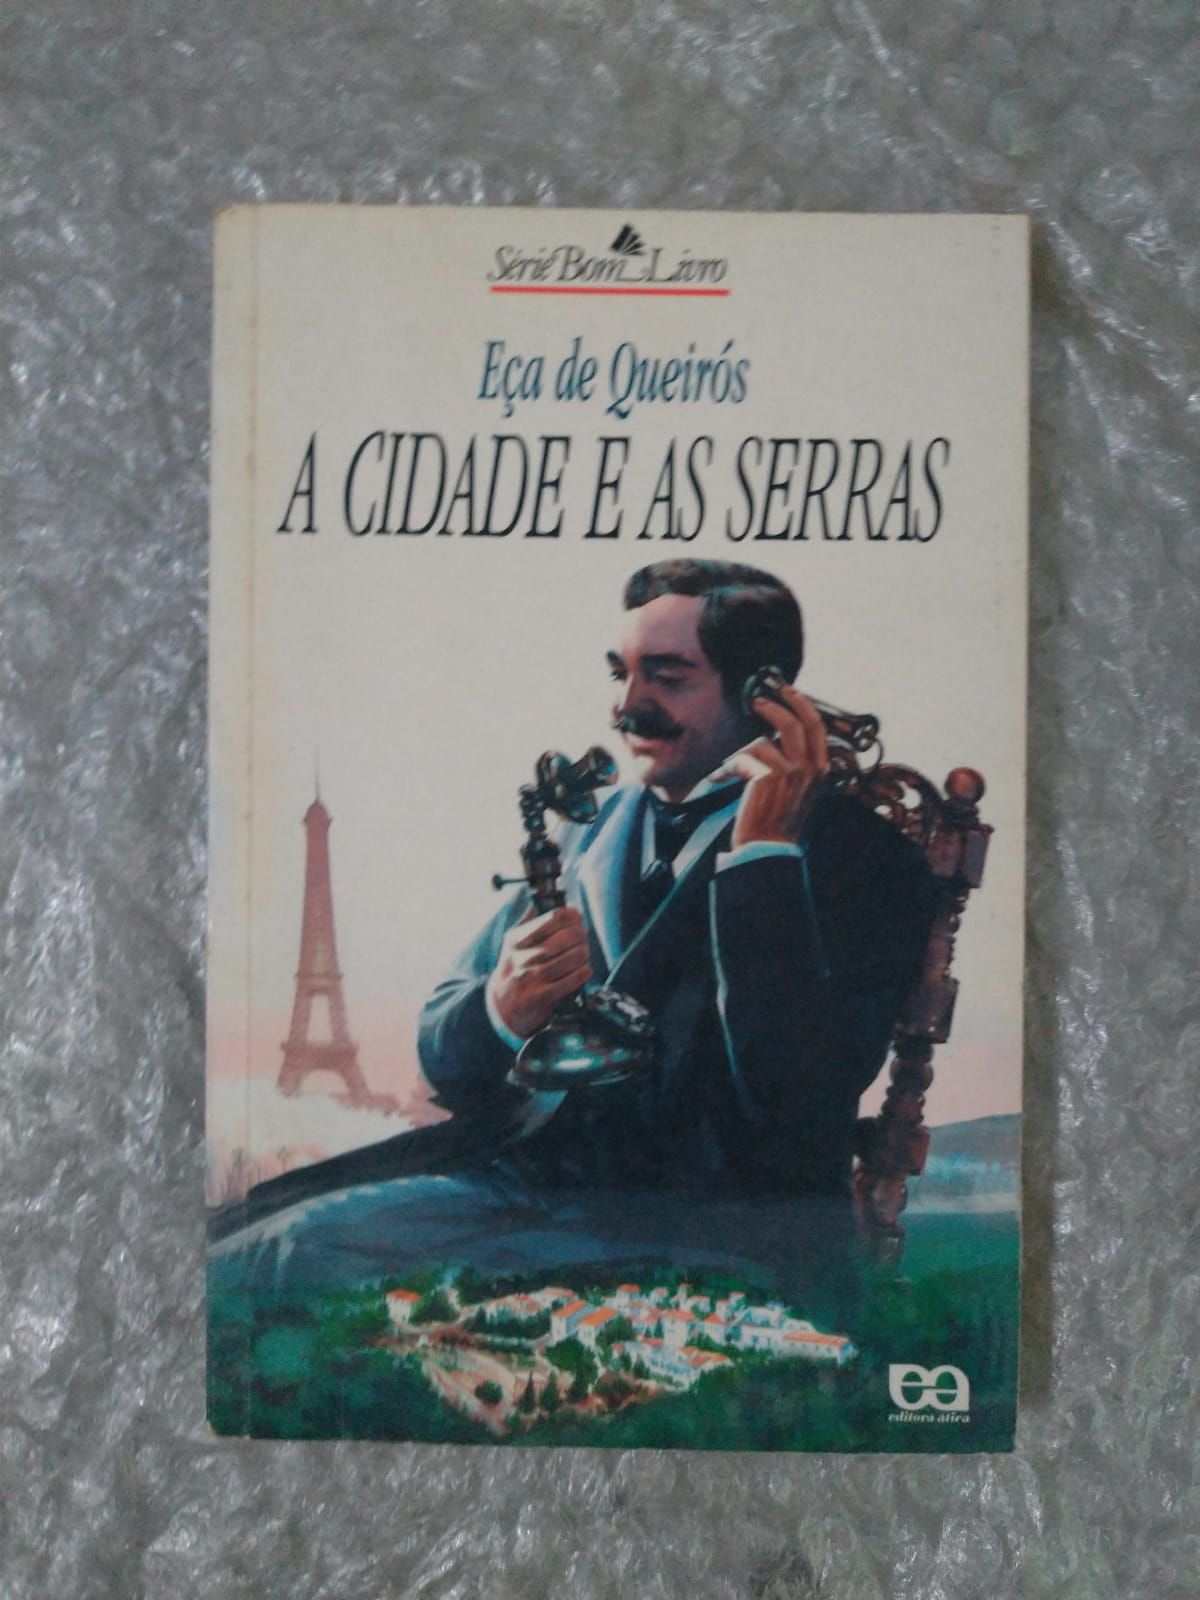 Série Bom Livro
Eça de Queirós
A CIDADE E AS SERRAS
editora ática